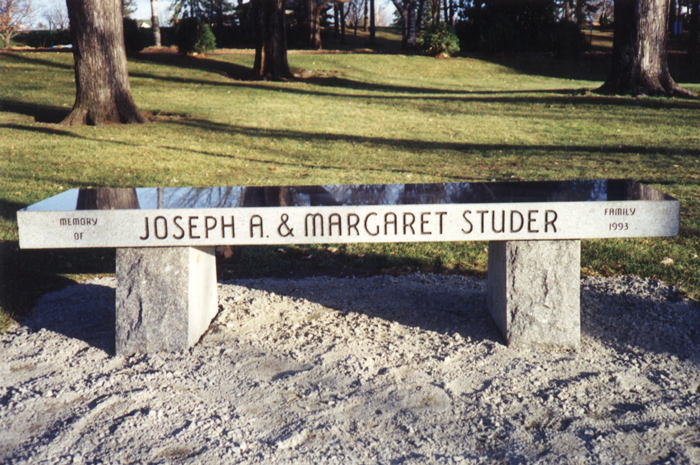 MEMORY
OF
JOSEPH A. & MARGARET STUDER
FAMILY
1993